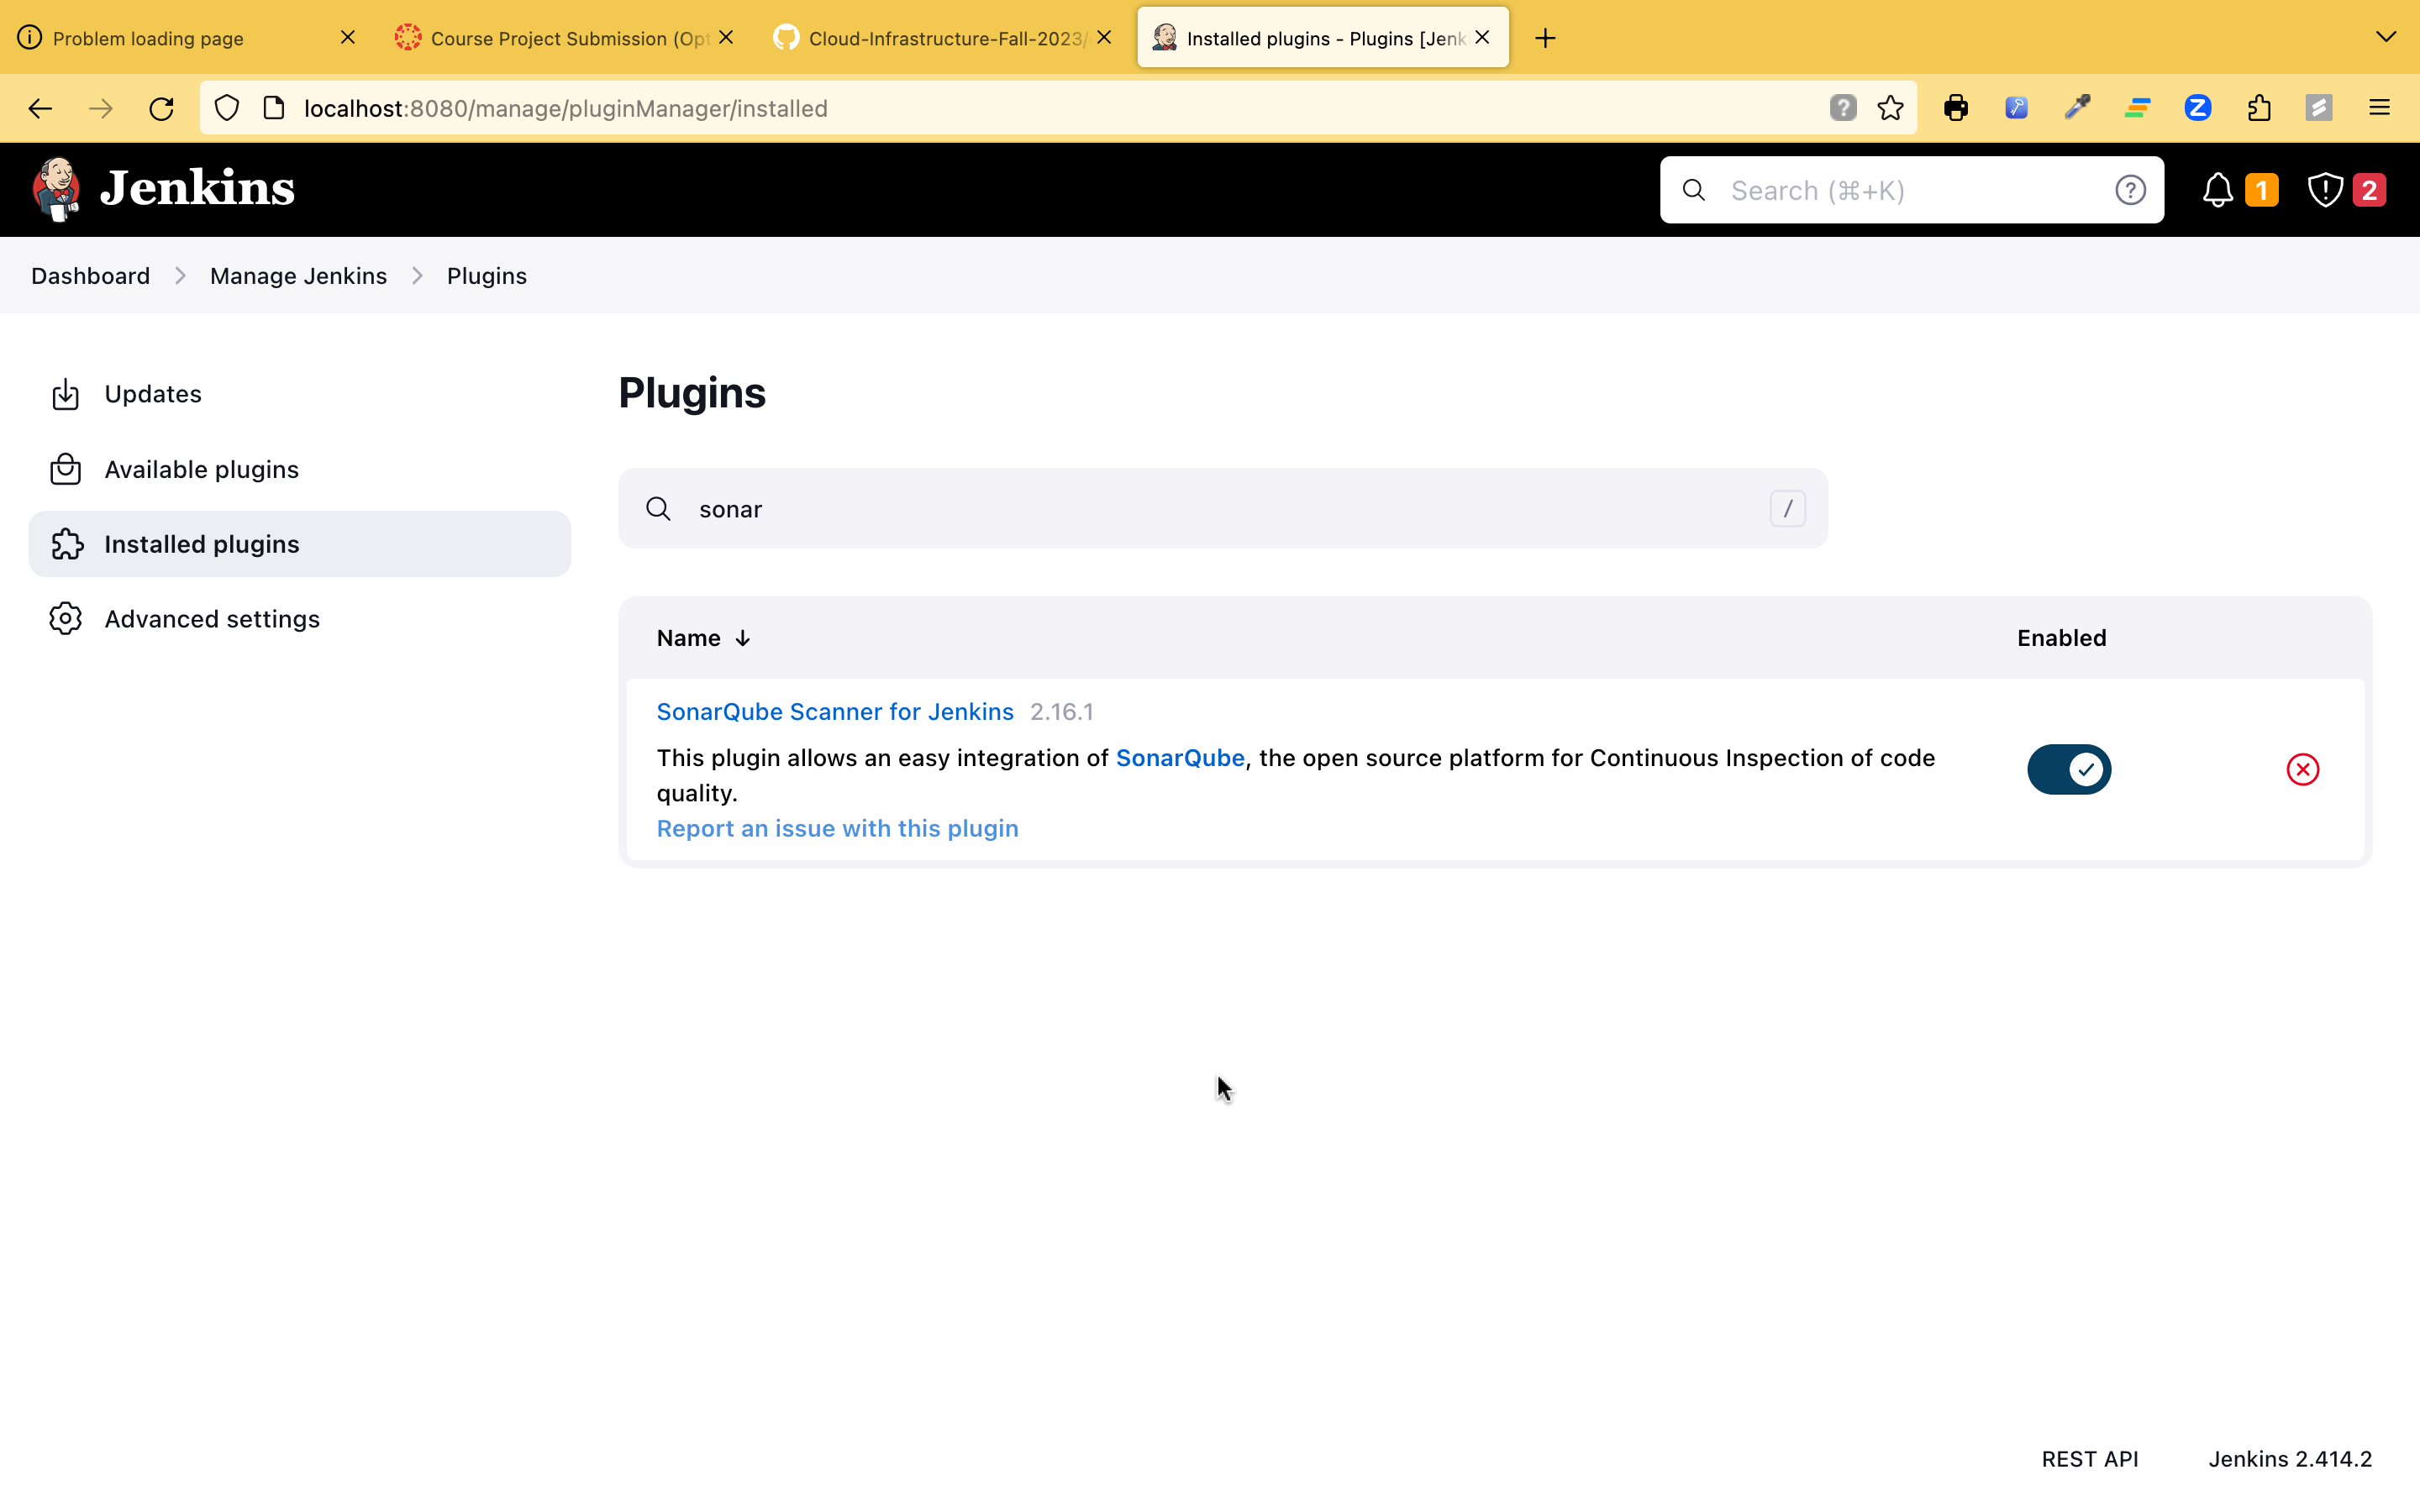 Problem loading page
Course Project Submission (Opt
Cloud-Infrastructure-Fall-2023/
Installed plugins - Plugins [Jenk
localhost:8080/manage/pluginManager/installed
Jenkins
Search (⌘+K)
1
2
Dashboard
Manage Jenkins
Plugins
Updates
Available plugins
Installed plugins
Advanced settings
Plugins
sonar
/
Name ↓
Enabled
SonarQube Scanner for Jenkins 2.16.1
This plugin allows an easy integration of SonarQube, the open source platform for Continuous Inspection of code
quality.
Report an issue with this plugin
REST API
Jenkins 2.414.2